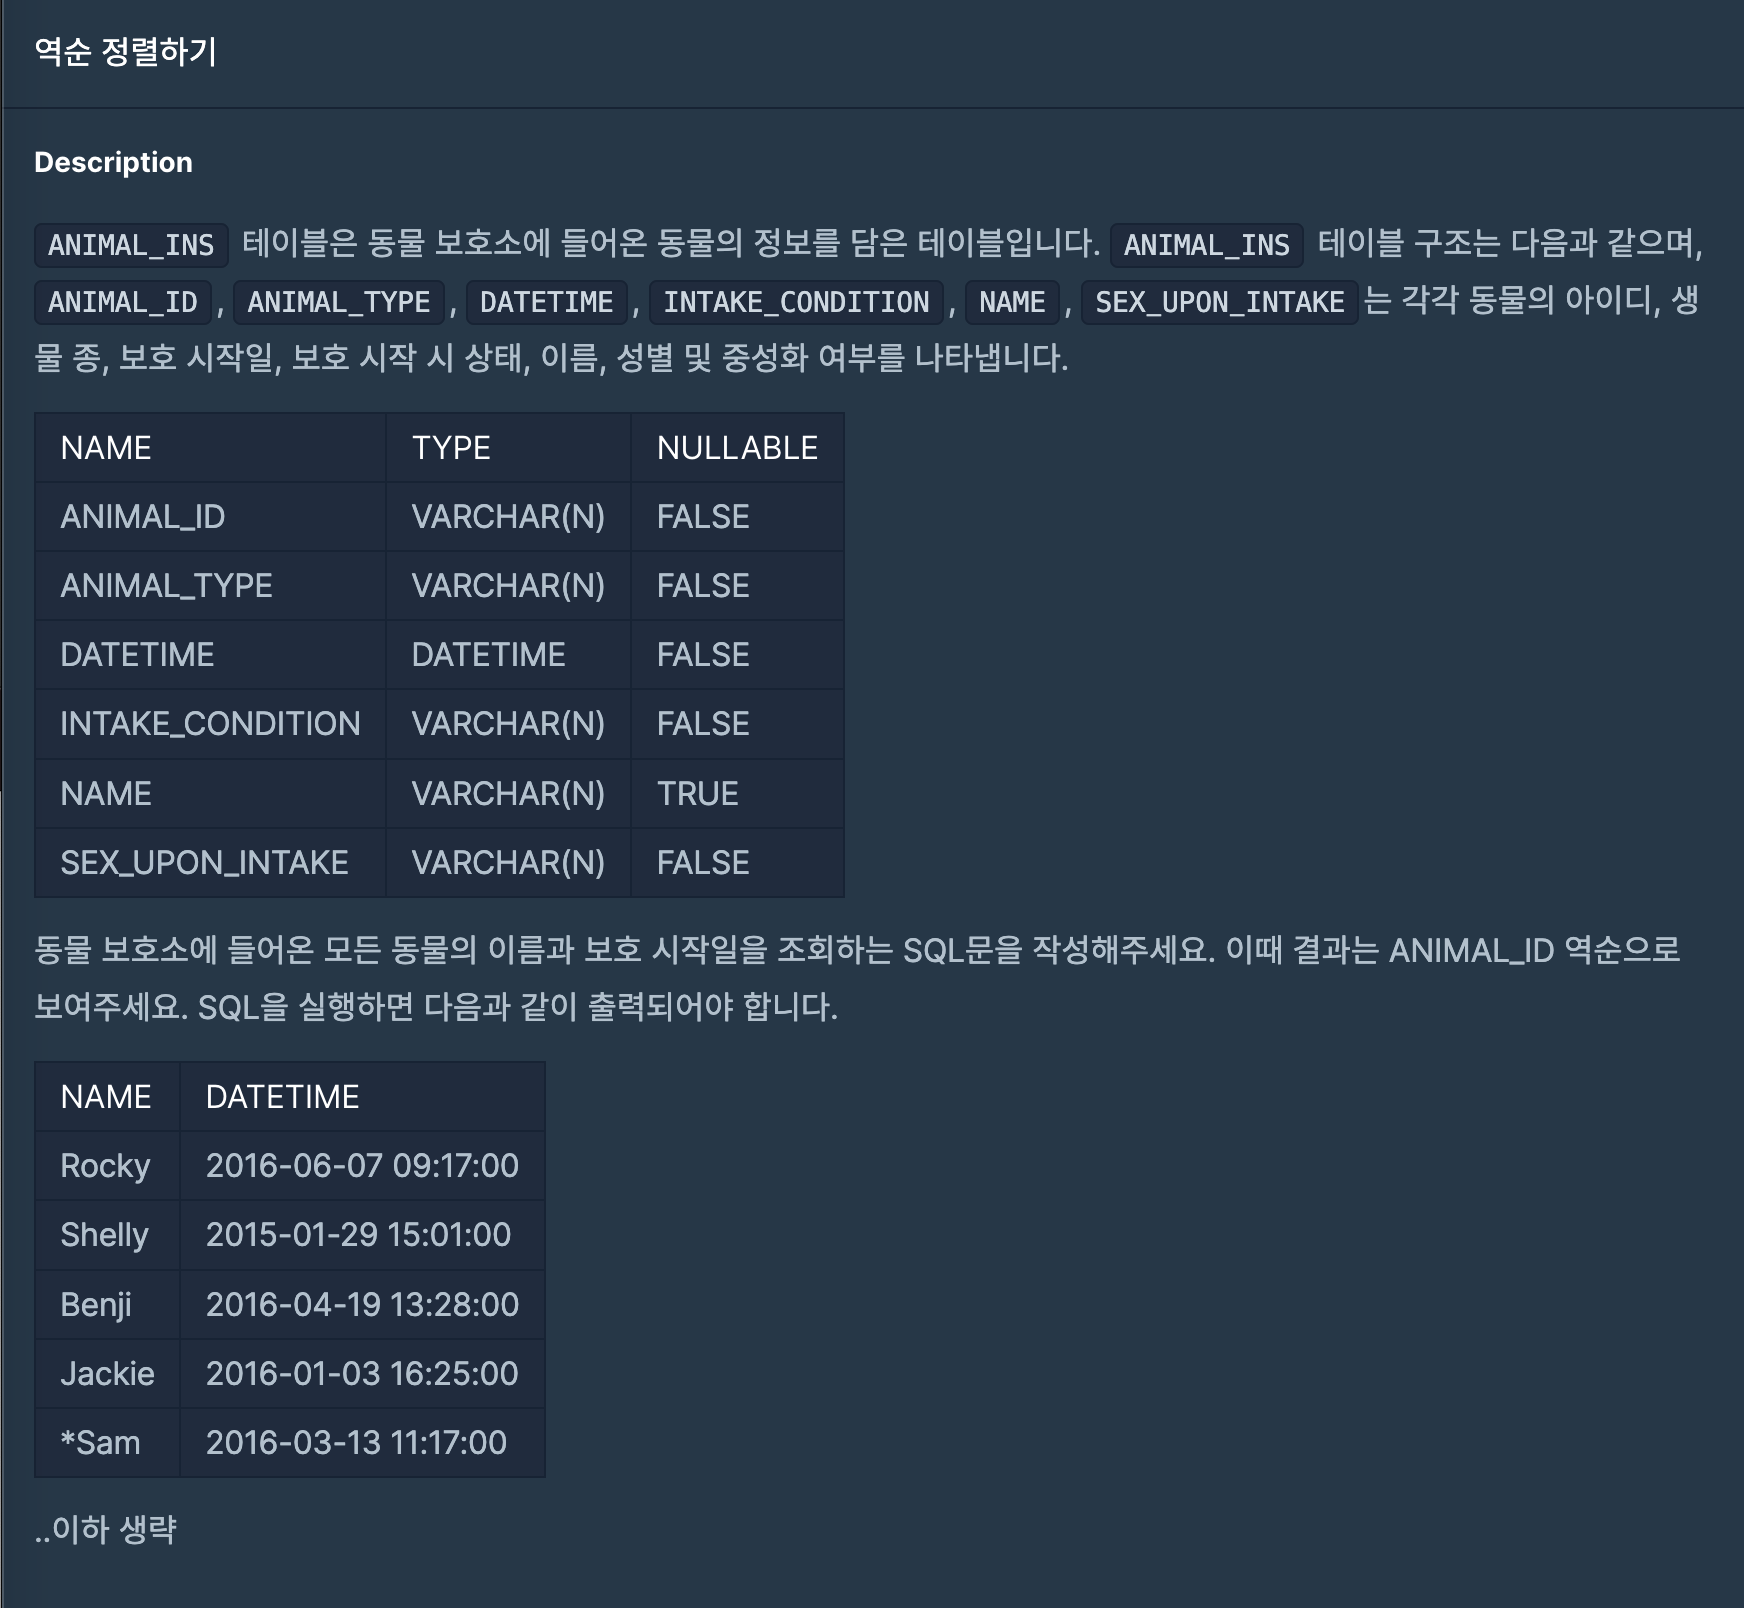 역순 정렬하기
Description
ANIMAL_INS 테이블은 동물 보호소에 들어온 동물의 정보를 담은 테이블입니다. ANIMAL_INS 테이블 구조는 다음과 같으며,
ANIMAL_ID , ANIMAL_TYPE , DATETIME , INTAKE_CONDITION , NAME , SEX_UPON_INTAKE 는 각각 동물의 아이디, 생
물 종, 보호 시작일, 보호 시작 시 상태, 이름, 성별 및 중성화 여부를 나타냅니다.
NAME TYPE NULLABLE
ANIMAL_ID VARCHAR(N) FALSE
ANIMAL_TYPE VARCHAR(N) FALSE
DATETIME DATETIME FALSE
INTAKE_CONDITION VARCHAR(N) FALSE
NAME VARCHAR(N) TRUE
SEX_UPON_INTAKE VARCHAR(N) FALSE
동물 보호소에 들어온 모든 동물의 이름과 보호 시작일을 조회하는 SQL문을 작성해주세요. 이때 결과는 ANIMAL_ID 역순으로
보여주세요. SQL을 실행하면 다음과 같이 출력되어야 합니다.
NAME DATETIME
Rocky 2016-06-07 09:17:00
Shelly 2015-01-29 15:01:00
Benji 2016-04-19 13:28:00
Jackie 2016-01-03 16:25:00
*Sam 2016-03-13 11:17:00
..이하 생략